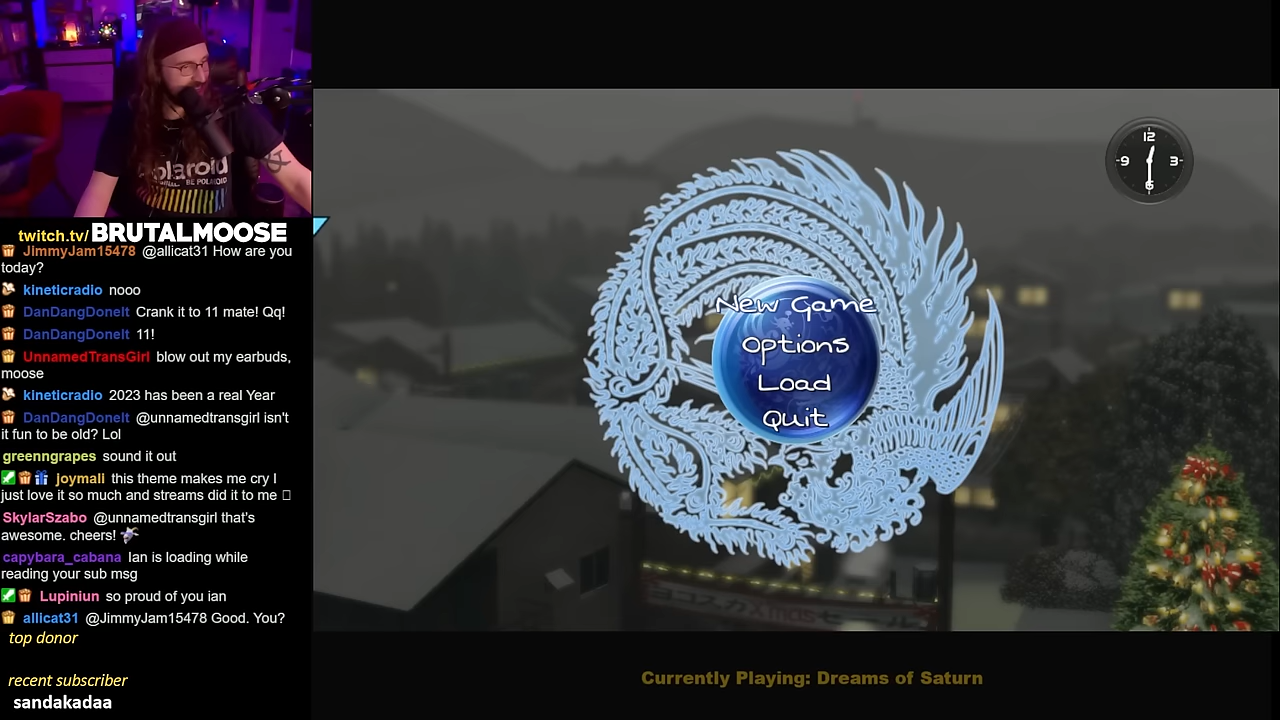 Polaroid
twitch.tv/BRUTALMOOSE
JimmyJam15478 @allicat31 How are you
today?
kineticradio nooo
DanDangDoneIt Crank it to 11 mate! Qq!
DanDangDoneIt 11!
UnnamedTransGirl blow out my earbuds,
moose
kineticradio 2023 has been a real Year
DanDangDoneIt @unnamedtransgirl isn't
it fun to be old? Lol
greenngrapes sound it out
Joymall this theme makes me cry I
just love it so much and streams did it to me
SkylarSzabo @unnamedtransgirl that's
awesome. cheers!
capybara_cabana Ian is loading while
reading your sub msg
Lupiniun so proud of you ian
allicat31 @JimmyJam15478 Good. You?
top donor
recent subscriber
sandakadaa
12
9 3
6
New Game
Options
Load
Quit
Currently Playing: Dreams of Saturn